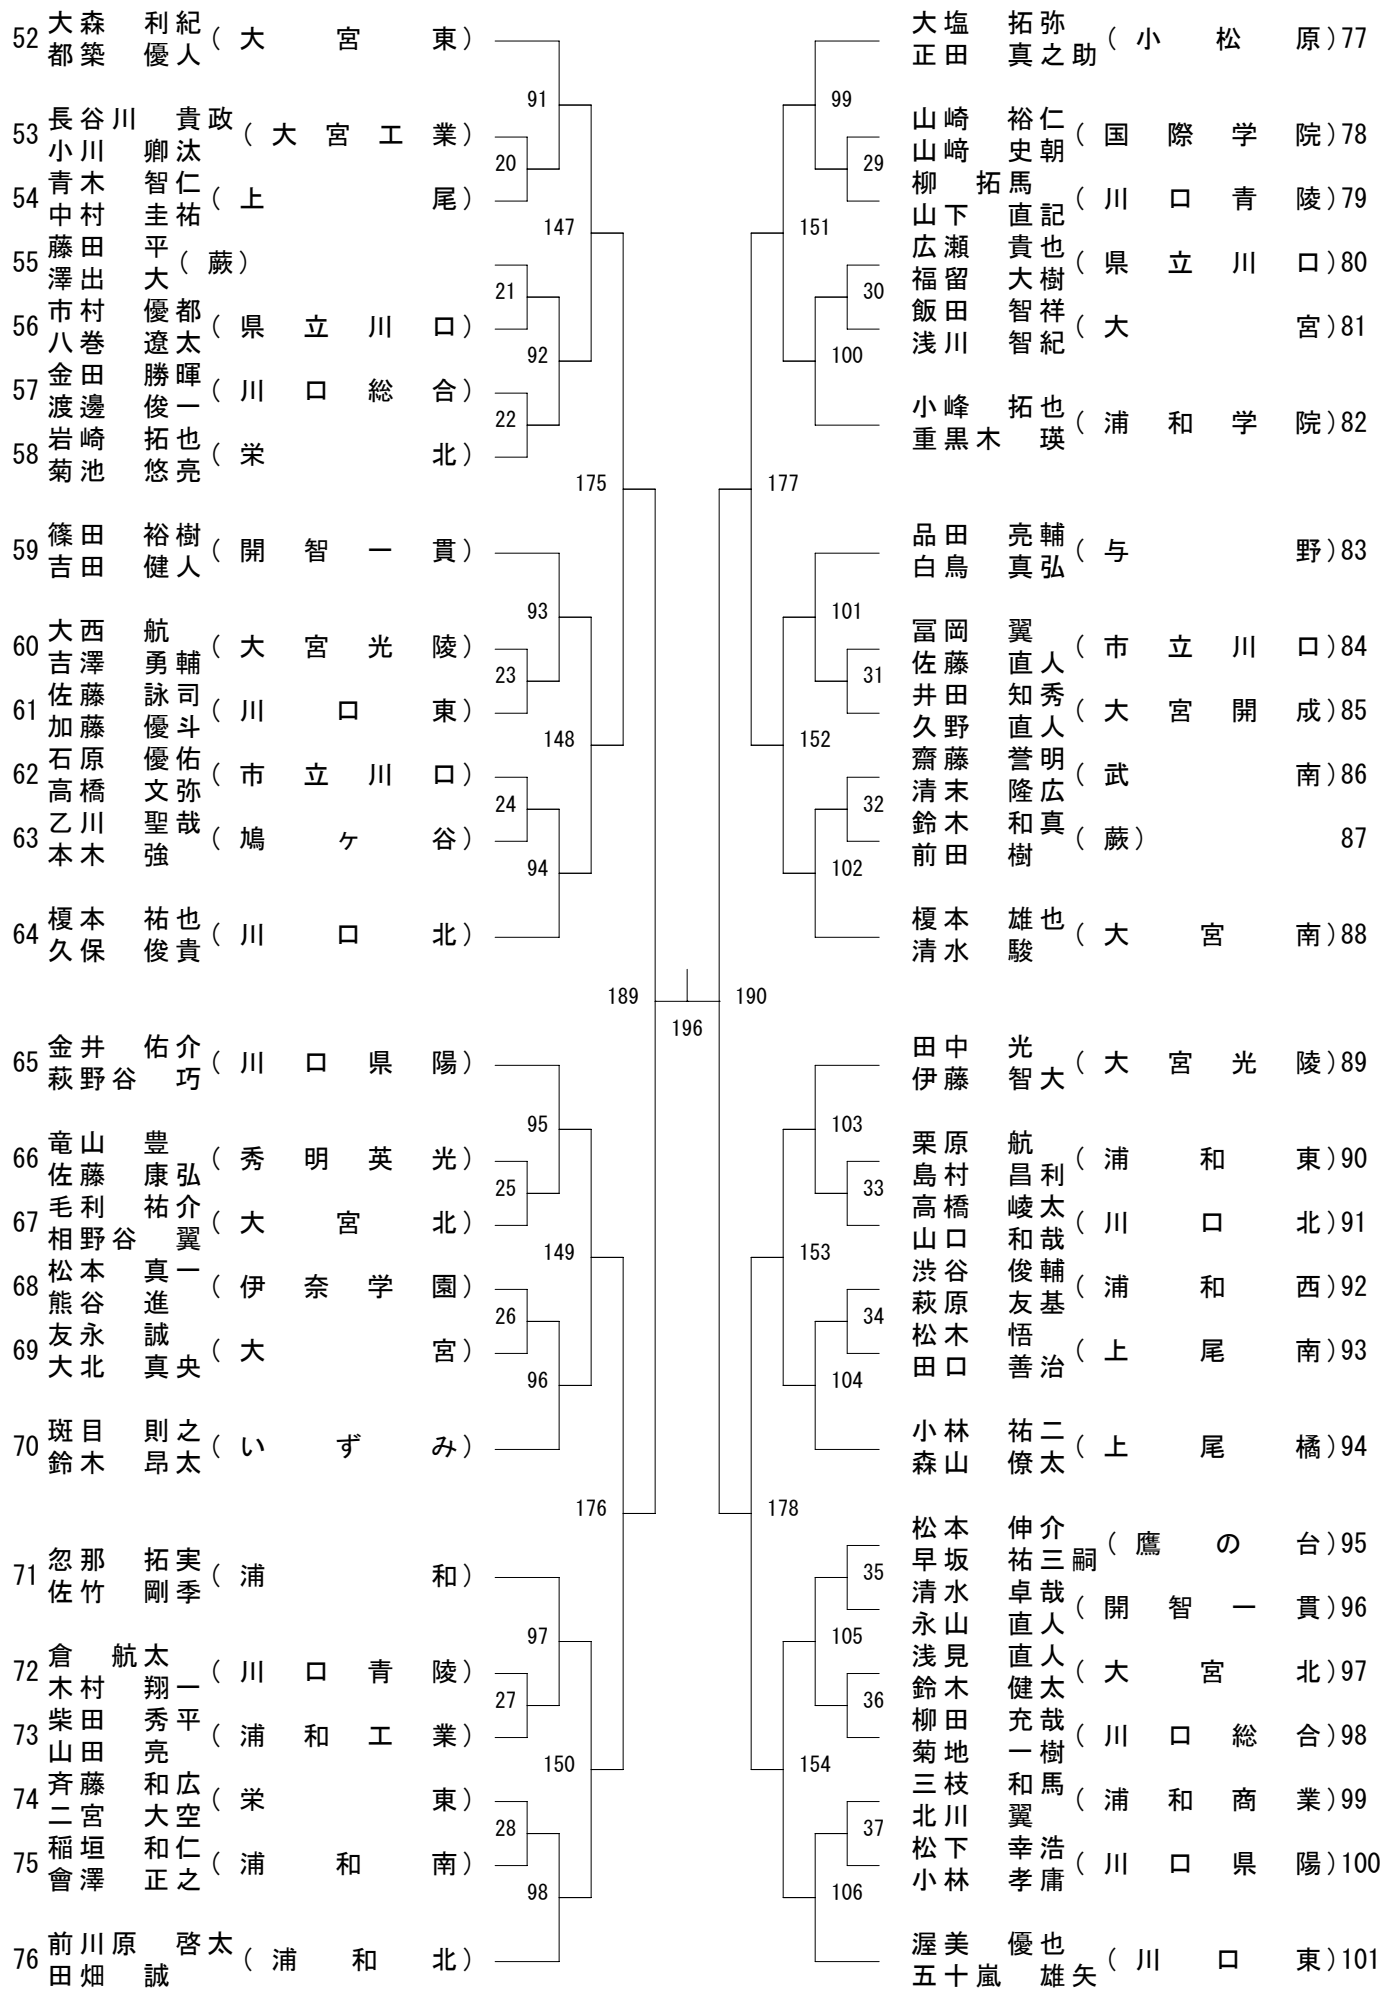 大森 利紀
52 (大宮東)
都築 優人
91
長谷川 貴政
53 (大宮工業)
小川 卿汰
20
青木 智仁
54 (上尾)
中村 圭祐
147
藤田 平
55 (蕨)
澤出 大
21
市村 優都
56 (県立川口)
八巻 遼太
92
金田 勝暉
57 (川口総合)
渡邊 俊一
22
岩崎 拓也
58 (栄北)
菊池 悠亮
175
篠田 裕樹
59 (開智一貫)
吉田 健人
93
大西 航
60 (大宮光陵)
吉澤 勇輔
23
佐藤 詠司
61 (川口東)
加藤 優斗
148
石原 優佑
62 (市立川口)
高橋 文弥
24
乙川 聖哉
63 (鳩ヶ谷)
本木 強
94
榎本 祐也
64 (川口北)
久保 俊貴
189
金井 佑介
65 (川口県陽)
萩野谷 巧
95
竜山 豊
66 (秀明英光)
佐藤 康弘
25
毛利 祐介
67 (大宮北)
相野谷 翼
149
松本 真一
68 (伊奈学園)
熊谷 進
26
友永 誠
69 (大宮)
大北 真央
96
斑目 則之
70 (いずみ)
鈴木 昂太
176
忽那 拓実
71 (浦和)
佐竹 剛季
97
倉 航太
72 (川口青陵)
木村 翔一
27
柴田 秀平
73 (浦和工業)
山田 亮
150
斉藤 和広
74 (栄東)
二宮 大空
28
稲垣 和仁
75 (浦和南)
會澤 正之
98
前川原 啓太
76 (浦和北)
田畑 誠
196
大塩 拓弥
(小松原)77
正田 真之助
99
山崎 裕仁
(国際学院)78
山﨑 史朝
29
柳 拓馬
(川口青陵)79
山下 直記
151
広瀬 貴也
(県立川口)80
福留 大樹
30
飯田 智祥
(大宮)81
浅川 智紀
100
小峰 拓也
(浦和学院)82
重黒木 瑛
177
品田 亮輔
(与野)83
白鳥 真弘
101
冨岡 翼
(市立川口)84
佐藤 直人
31
井田 知秀
(大宮開成)85
久野 直人
152
齋藤 誉明
(武南)86
清末 隆広
32
鈴木 和真
(蕨) 87
前田 樹
102
榎本 雄也
(大宮南)88
清水 駿
190
田中 光
(大宮光陵)89
伊藤 智大
103
栗原 航
(浦和東)90
島村 昌利
33
高橋 崚太
(川口北)91
山口 和哉
153
渋谷 俊輔
(浦和西)92
萩原 友基
34
松木 悟
(上尾南)93
田口 善治
104
小林 祐二
(上尾橘)94
森山 僚太
178
松本 伸介
(鷹の台)95
早坂 祐三嗣
35
清水 卓哉
(開智一貫)96
永山 直人
105
浅見 直人
(大宮北)97
鈴木 健太
36
柳田 充哉
(川口総合)98
菊地 一樹
154
三枝 和馬
(浦和商業)99
北川 翼
37
松下 幸浩
(川口県陽)100
小林 孝庸
106
渥美 優也
(川口東)101
五十嵐 雄矢